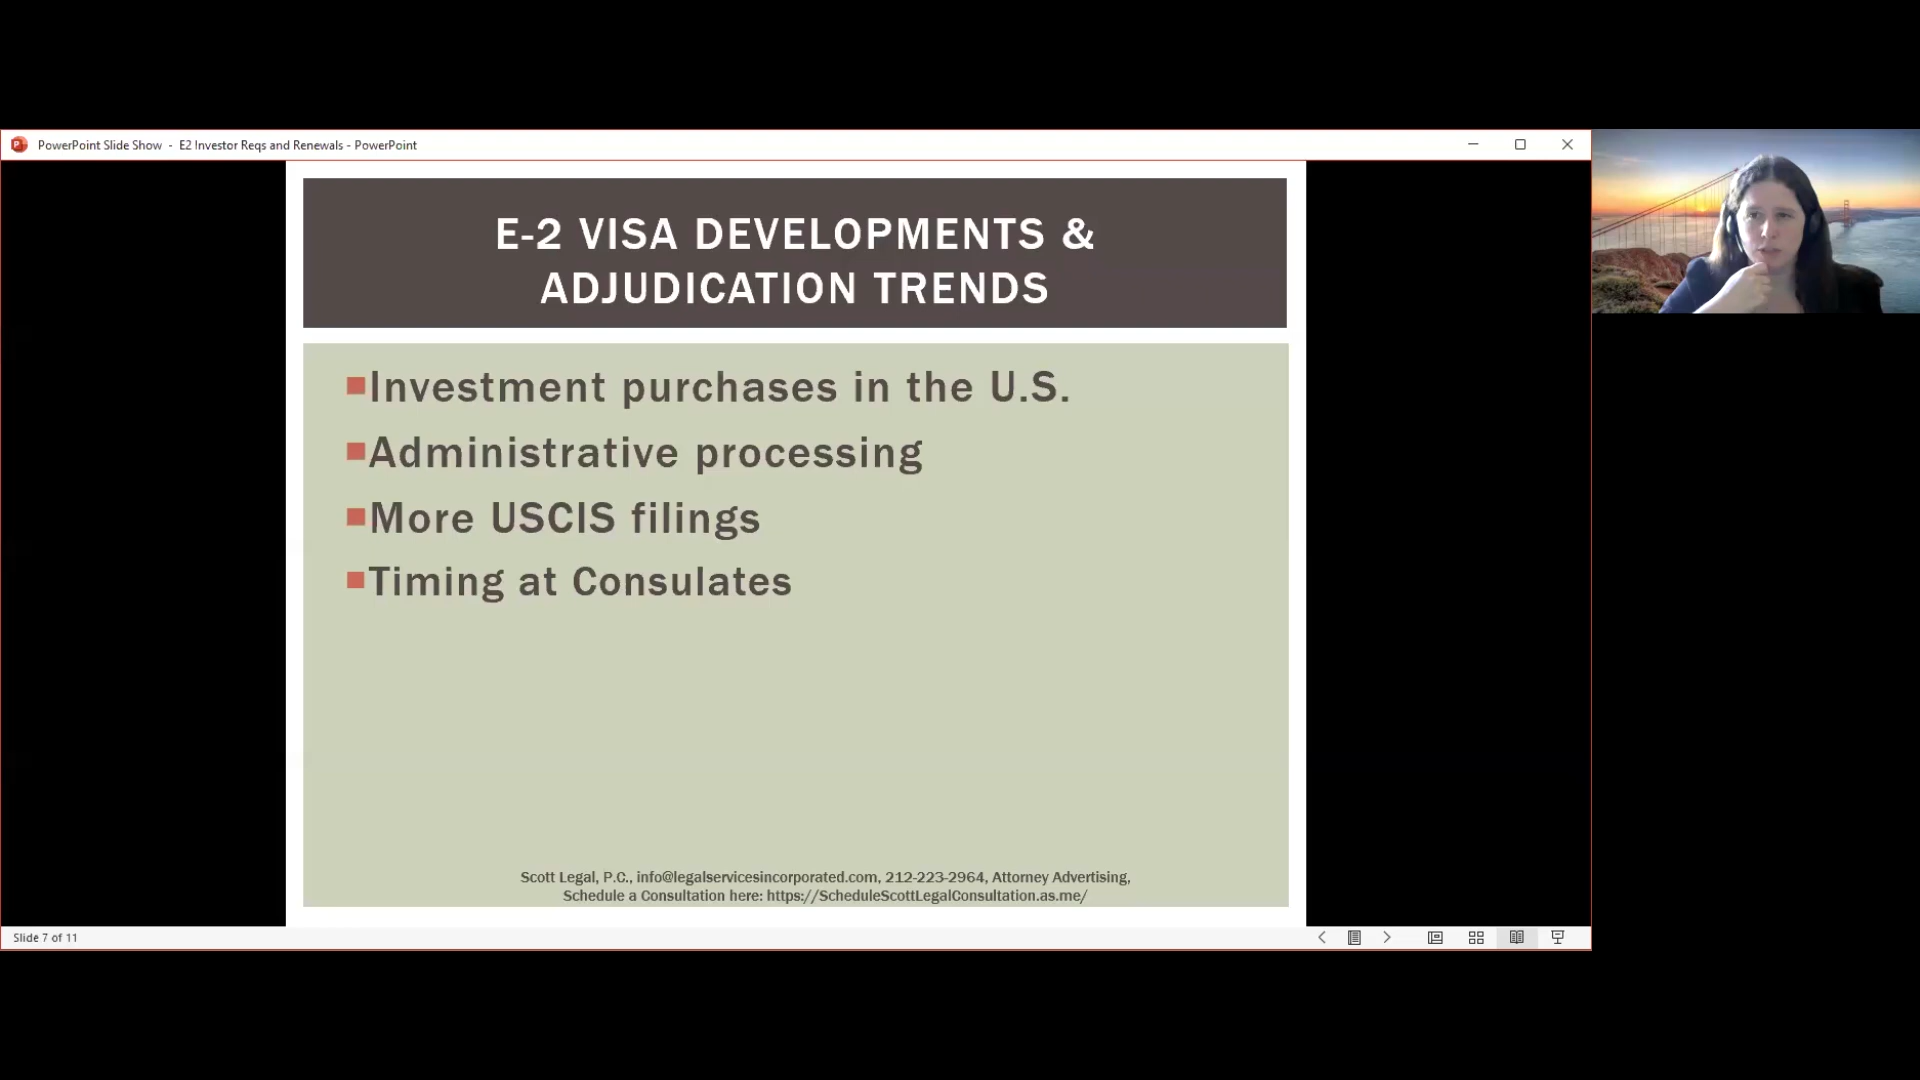 PowerPoint Slide Show - E2 Investor Reqs and Renewals - PowerPoint
E-2 VISA DEVELOPMENTS &
ADJUDICATION TRENDS
Investment purchases in the U.S.
Administrative processing
More USCIS filings
Timing at Consulates
Scott Legal, P.C., info@legalservicesincorporated.com, 212-223-2964, Attorney Advertising,
Schedule a Consultation here: https://ScheduleScottLegalConsultation.as.me/
Slide 7 of 11